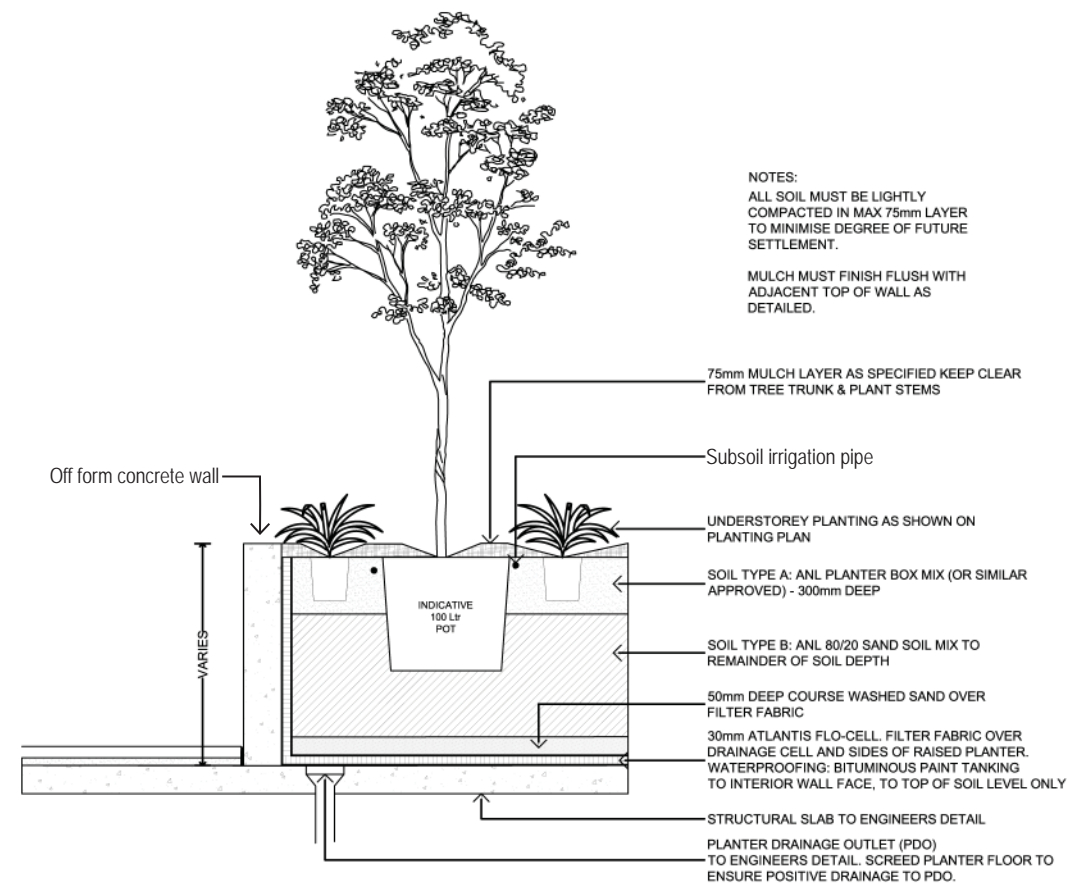 NOTES:
ALL SOIL MUST BE LIGHTLY
COMPACTED IN MAX 75mm LAYER
TO MINIMISE DEGREE OF FUTURE
SETTLEMENT.
MULCH MUST FINISH FLUSH WITH
ADJACENT TOP OF WALL AS
DETAILED.
75mm MULCH LAYER AS SPECIFIED KEEP CLEAR
FROM TREE TRUNK & PLANT STEMS
Off form concrete wall
Subsoil irrigation pipe
UNDERSTOREY PLANTING AS SHOWN ON
PLANTING PLAN
SOIL TYPE A: ANL PLANTER BOX MIX (OR SIMILAR
APPROVED) - 300mm DEEP
INDICATIVE
100 Ltr
POT
VARIES
SOIL TYPE B: ANL 80/20 SAND SOIL MIX TO
REMAINDER OF SOIL DEPTH
50mm DEEP COURSE WASHED SAND OVER
FILTER FABRIC
30mm ATLANTIS FLO-CELL. FILTER FABRIC OVER
DRAINAGE CELL AND SIDES OF RAISED PLANTER.
WATERPROOFING: BITUMINOUS PAINT TANKING
TO INTERIOR WALL FACE, TO TOP OF SOIL LEVEL ONLY
STRUCTURAL SLAB TO ENGINEERS DETAIL
PLANTER DRAINAGE OUTLET (PDO)
TO ENGINEERS DETAIL. SCREED PLANTER FLOOR TO
ENSURE POSITIVE DRAINAGE TO PDO.